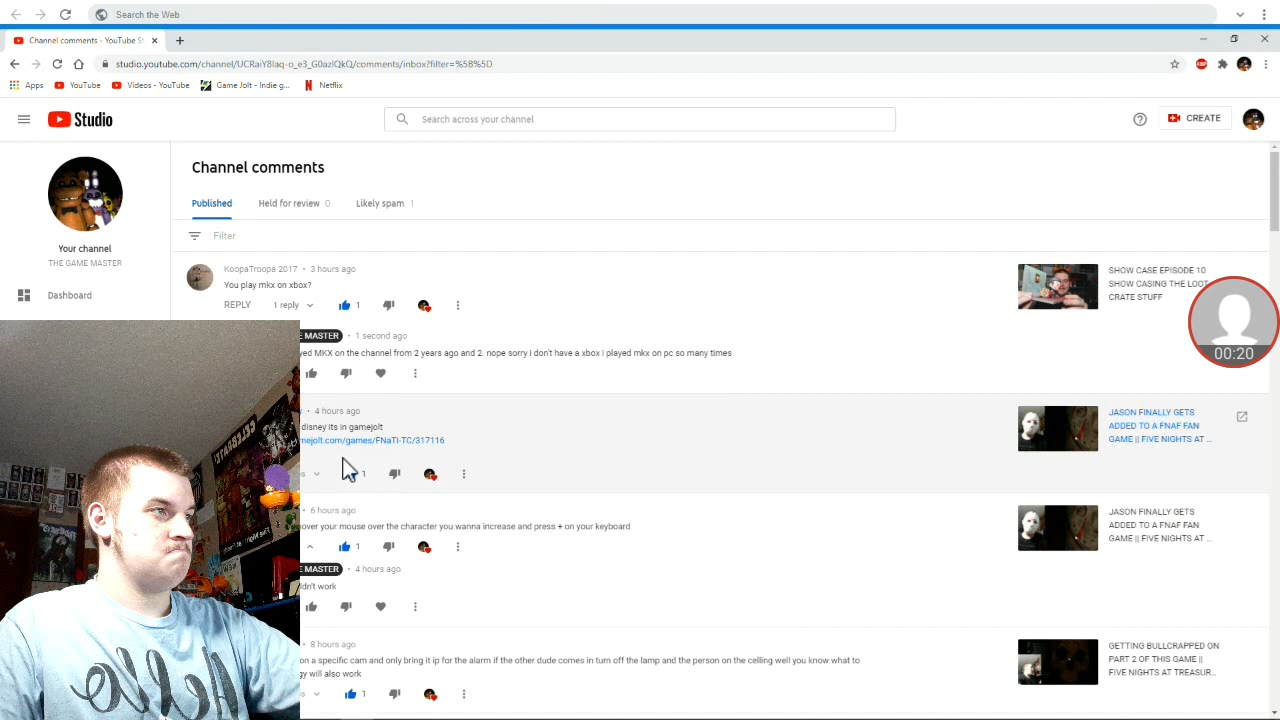 Search the Web
Channel comments - YouTube St
studio.youtube.com/channel/UCRaiY8laq-o_e3_G0azlQkQ/comments/inbox?filter=%5B%5D
Apps YouTube Videos - YouTube Game Jolt - Indie g... Netflix
Studio
Search across your channel
CREATE
Your channel
THE GAME MASTER
Dashboard
Channel comments
Published Held for review 0 Likely spam 1
Filter
KoopaTroopa 2017 • 3 hours ago
You play mkx on xbox?
REPLY 1 reply 1
SHOW CASE EPISODE 10
SHOW CASING THE LOOT
CRATE STUFF
00:20
E MASTER • 1 second ago
yed MKX on the channel from 2 years ago and 2. nope sorry i don't have a xbox i played mkx on pc so many times
• 4 hours ago
disney its in gamejolt
mejolt.com/games/FNaTI-TC/317116
1
JASON FINALLY GETS
ADDED TO A FNAF FAN
GAME || FIVE NIGHTS AT ...
6 hours ago
over your mouse over the character you wanna increase and press + on your keyboard
1
JASON FINALLY GETS
ADDED TO A FNAF FAN
GAME || FIVE NIGHTS AT ...
E MASTER • 4 hours ago
idn't work
8 hours ago
on a specific cam and only bring it ip for the alarm if the other dude comes in turn off the lamp and the person on the celling well you know what to
gy will also work
1
GETTING BULLCRAPPED ON
PART 2 OF THIS GAME ||
FIVE NIGHTS AT TREASUR...